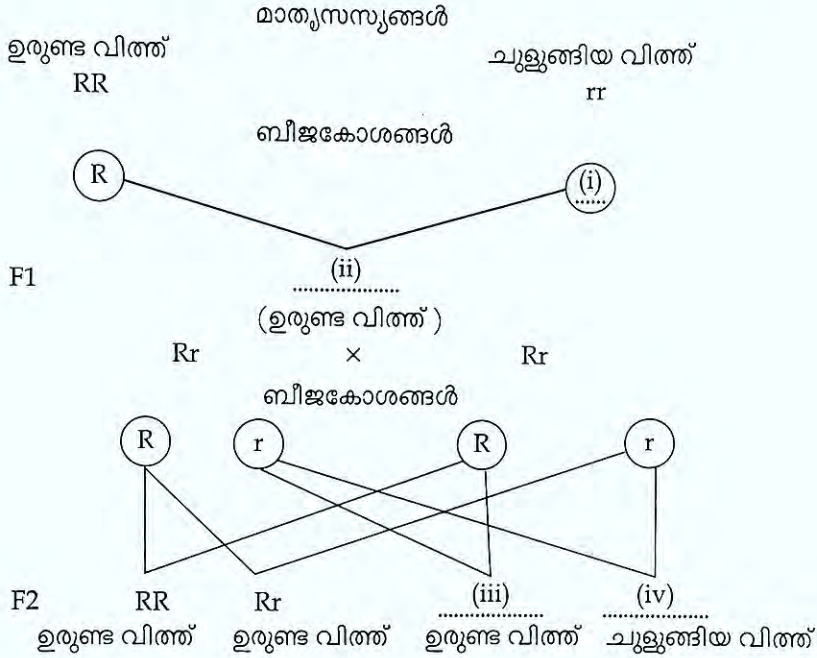 മാതൃസസ്യങ്ങൾ
ഉരുണ്ട വിത്ത് ചുളുങ്ങിയ വിത്ത്
RR rr
ബീജകോശങ്ങൾ
R (i)
......
F1 (ii)
....................
(ഉരുണ്ട വിത്ത് )
Rr × Rr
ബീജകോശങ്ങൾ
R r R r
F2 RR Rr (iii) (iv)
.................... ....................
ഉരുണ്ട വിത്ത് ഉരുണ്ട വിത്ത് ഉരുണ്ട വിത്ത് ചുളുങ്ങിയ വിത്ത്